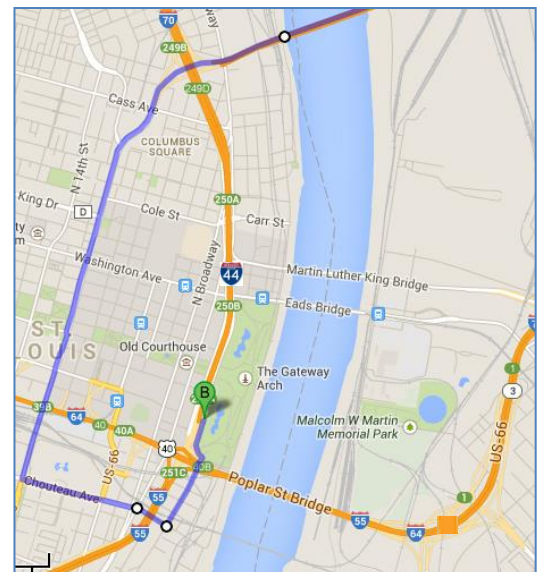 70
way
249B
249D
Cass Ave
COLUMBUS
SQUARE
N 14th St
King Dr
D
Cole St
250A
Carr St
Washington Ave
N Broadway
44
Martin Luther King Bridge
250B
Eads Bridge
ST.
LOUIS
Old Courthouse
The Gateway
Arch
B
3
1
39B
64
40
40A
40
US-66
Malcolm W Martin
Memorial Park
US-66
251C
40B
Poplar St Bridge
Chouteau Ave
55
55
55
64
1